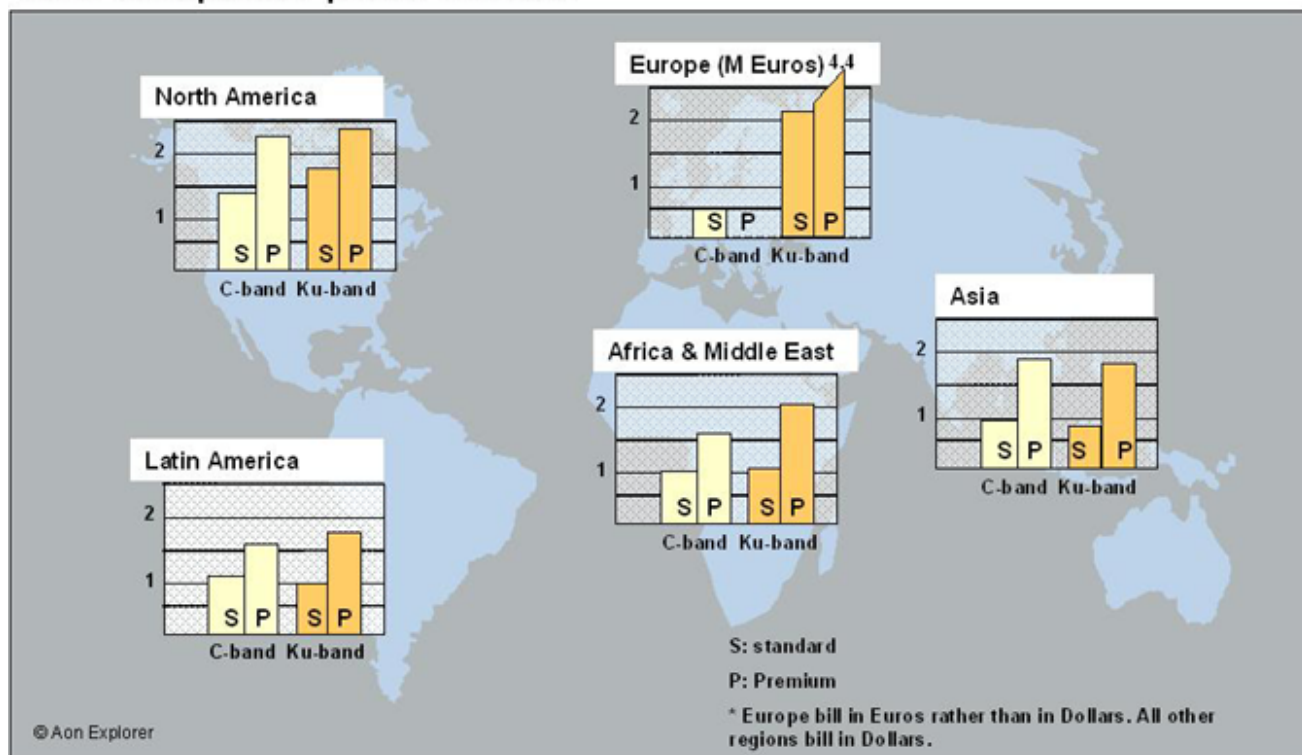 North America
2
1
S P S P
C-band Ku-band
Europe (M Euros) 4,4
2
1
S P S P
C-band Ku-band
Asia
2
1
S P S P
C-band Ku-band
Africa & Middle East
2
1
S P S P
C-band Ku-band
Latin America
2
1
S P S P
C-band Ku-band
S: standard
P: Premium
* Europe bill in Euros rather than in Dollars. All other
regions bill in Dollars.
© Aon Explorer